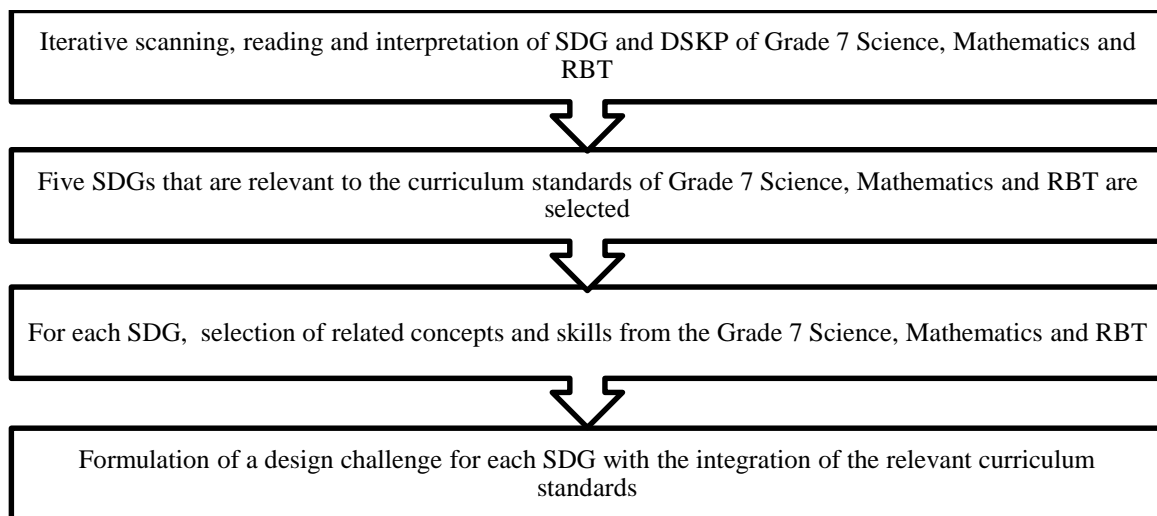 Iterative scanning, reading and interpretation of SDG and DSKP of Grade 7 Science, Mathematics and
RBT
Five SDGs that are relevant to the curriculum standards of Grade 7 Science, Mathematics and RBT are
selected
For each SDG,  selection of related concepts and skills from the Grade 7 Science, Mathematics and RBT
Formulation of a design challenge for each SDG with the integration of the relevant curriculum
standards